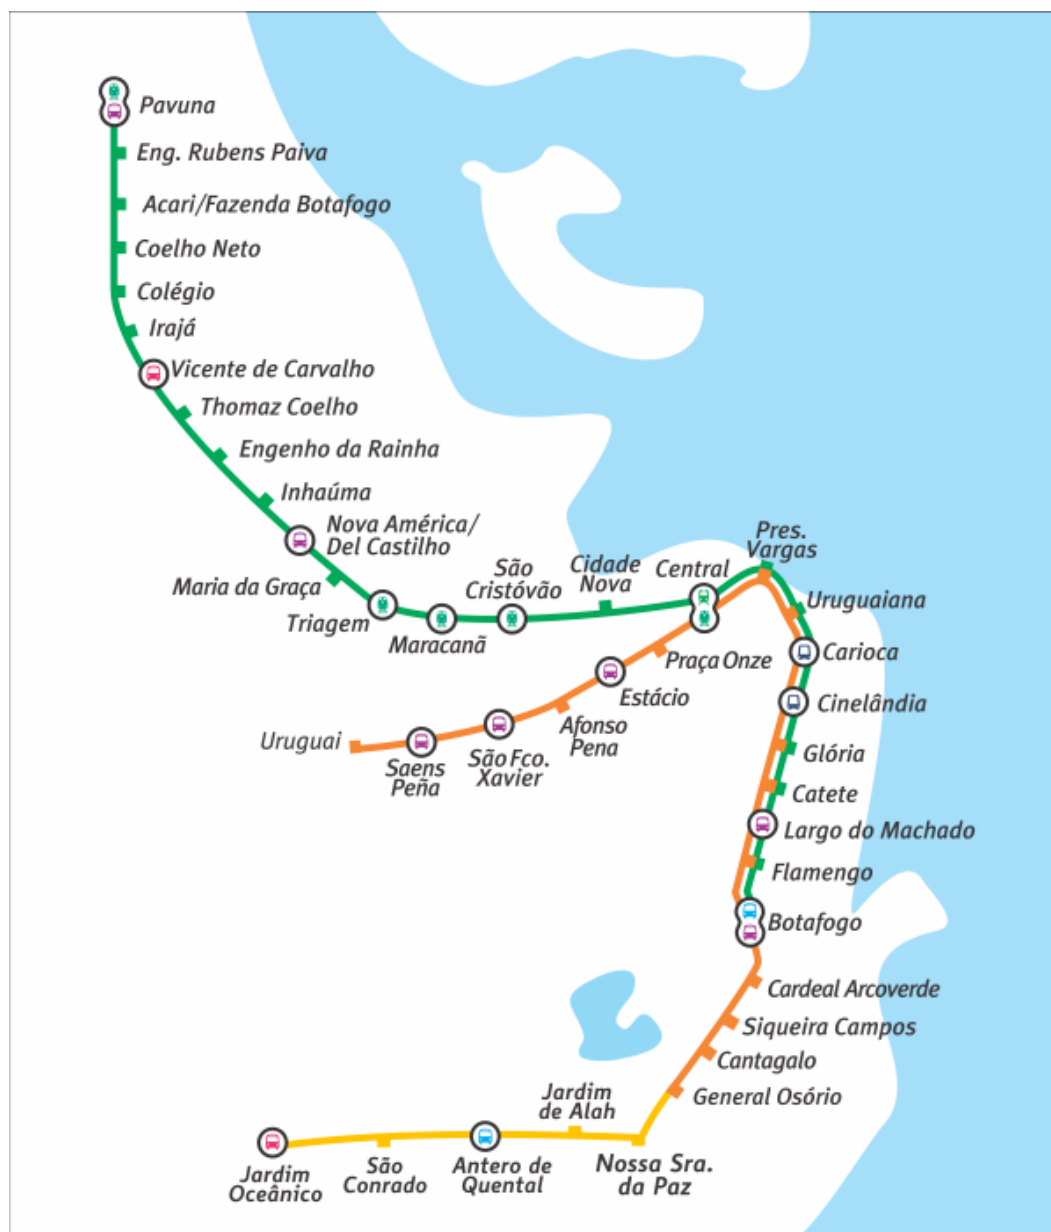 Pavuna
Eng. Rubens Paiva
Acari/Fazenda Botafogo
Coelho Neto
Colégio
Irajá
Vicente de Carvalho
Thomaz Coelho
Engenho da Rainha
Inhaúma
Nova América/
Del Castilho
Maria da Graça
Triagem
Maracanã
São
Cristóvão
Cidade
Nova
Central
Pres.
Vargas
Uruguaiana
Carioca
Cinelândia
Glória
Catete
Largo do Machado
Flamengo
Botafogo
Praça Onze
Estácio
Afonso
Pena
São Fco.
Xavier
Saens
Peña
Uruguai
Cardeal Arcoverde
Siqueira Campos
Cantagalo
General Osório
Nossa Sra.
da Paz
Jardim
de Alah
Antero de
Quental
São
Conrado
Jardim
Oceânico